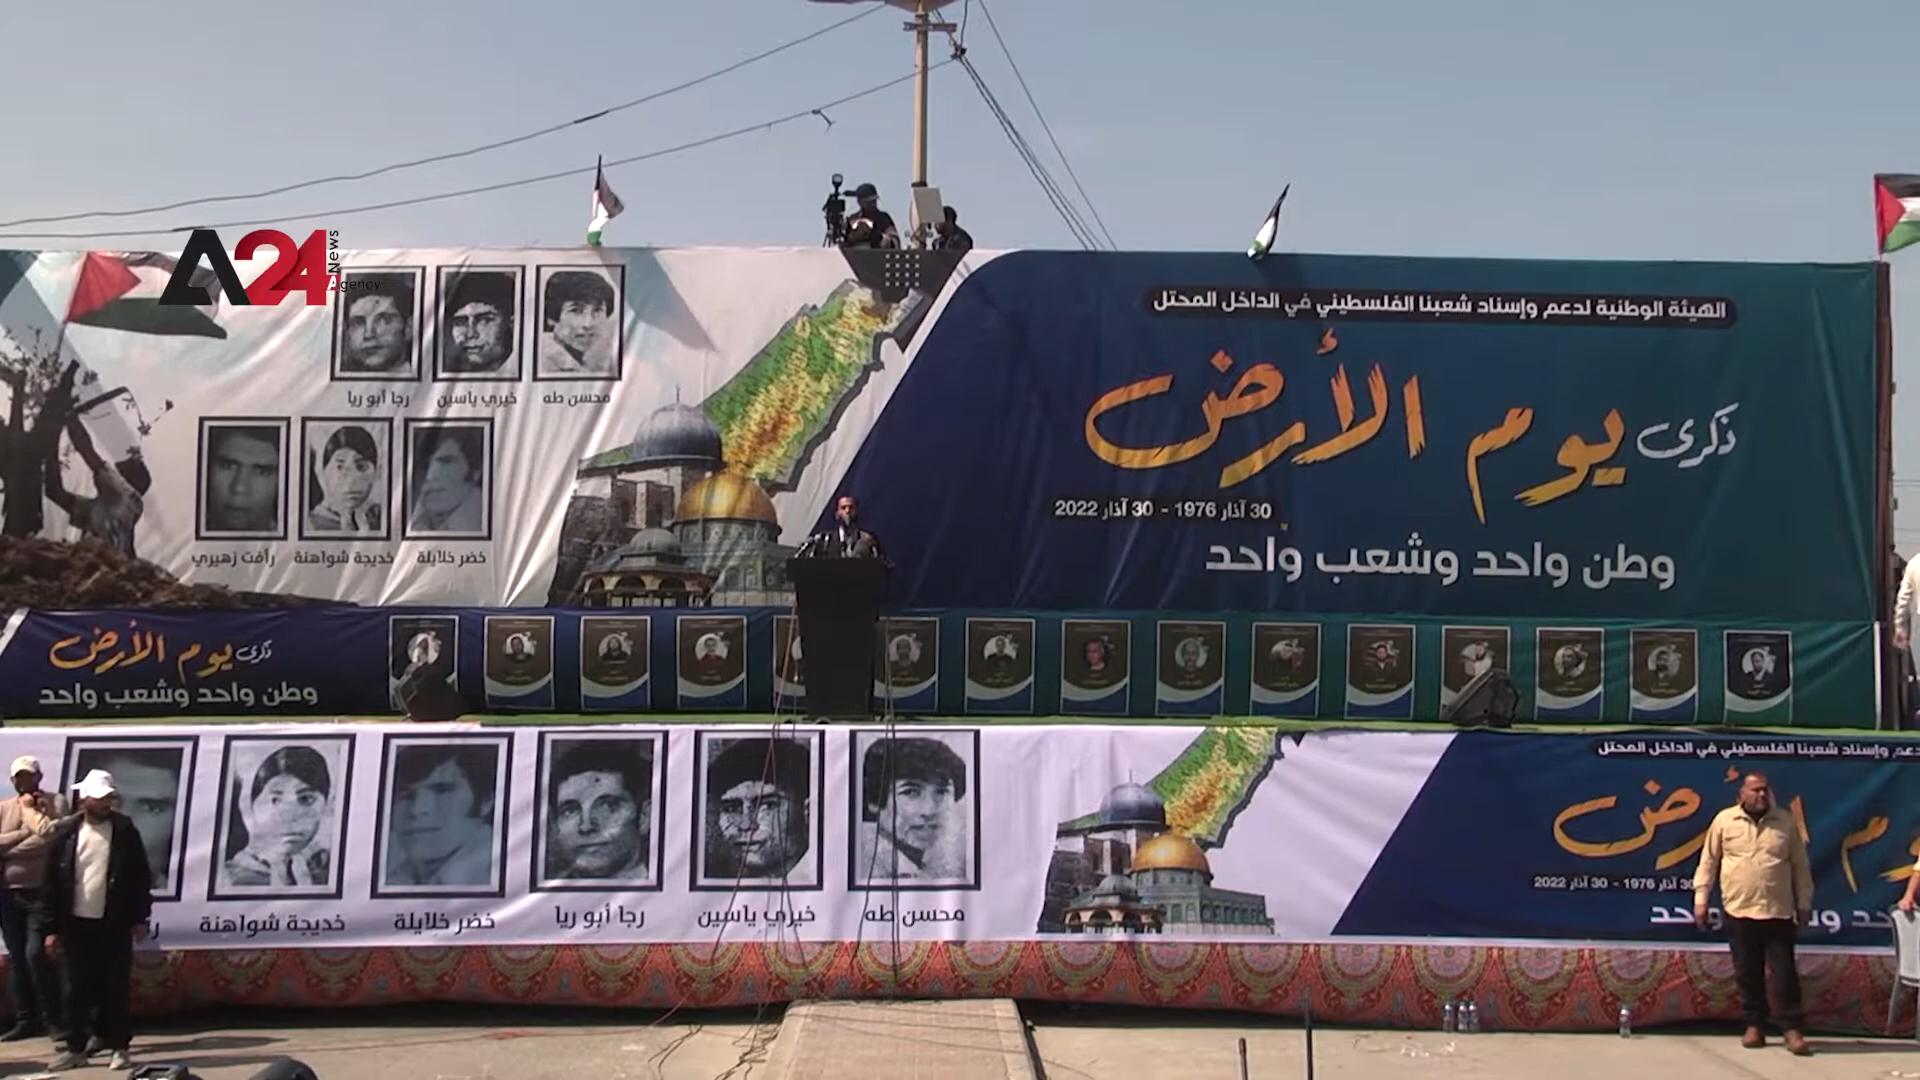 A24 News Agency
الهيئة الوطنية لدعم وإسناد شعبنا الفلسطيني في الداخل المحتل
ذكرى يوم الأرض
30 آذار 1976 - 30 آذار 2022
وطن واحد وشعب واحد
محسن طه
خيري ياسين
رجا أبو ريا
خضر خلايلة
خديجة شواهنة
رأفت زهيري
ذكرى يوم الأرض
وطن واحد وشعب واحد
دعم وإسناد شعبنا الفلسطيني في الداخل المحتل
وم الأرض
30 آذار 1976 - 30 آذار 2022
محسن طه
خيري ياسين
رجا أبو ريا
خضر خلايلة
خديجة شواهنة